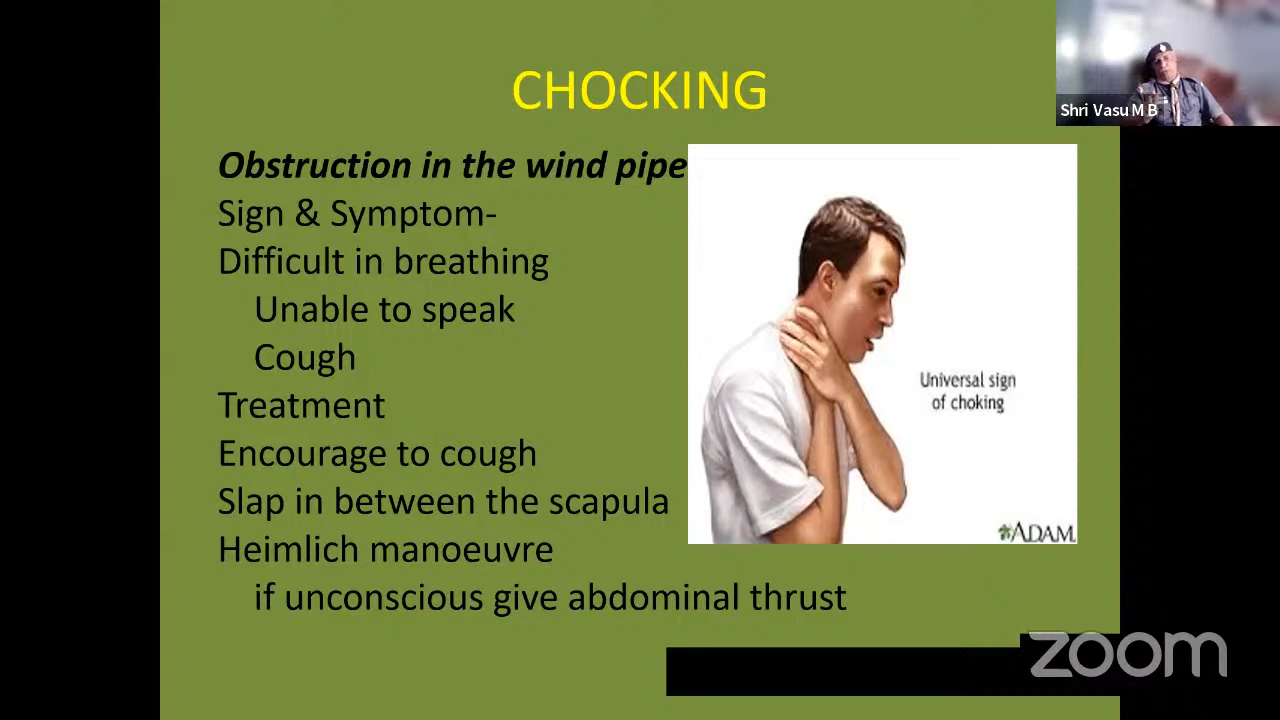 CHOCKING
Shri Vasu M B
Obstruction in the wind pipe
Sign & Symptom-
Difficult in breathing
Unable to speak
Cough
Treatment
Encourage to cough
Slap in between the scapula
Heimlich manoeuvre
if unconscious give abdominal thrust
Universal sign
of choking
ADAM.
zoom